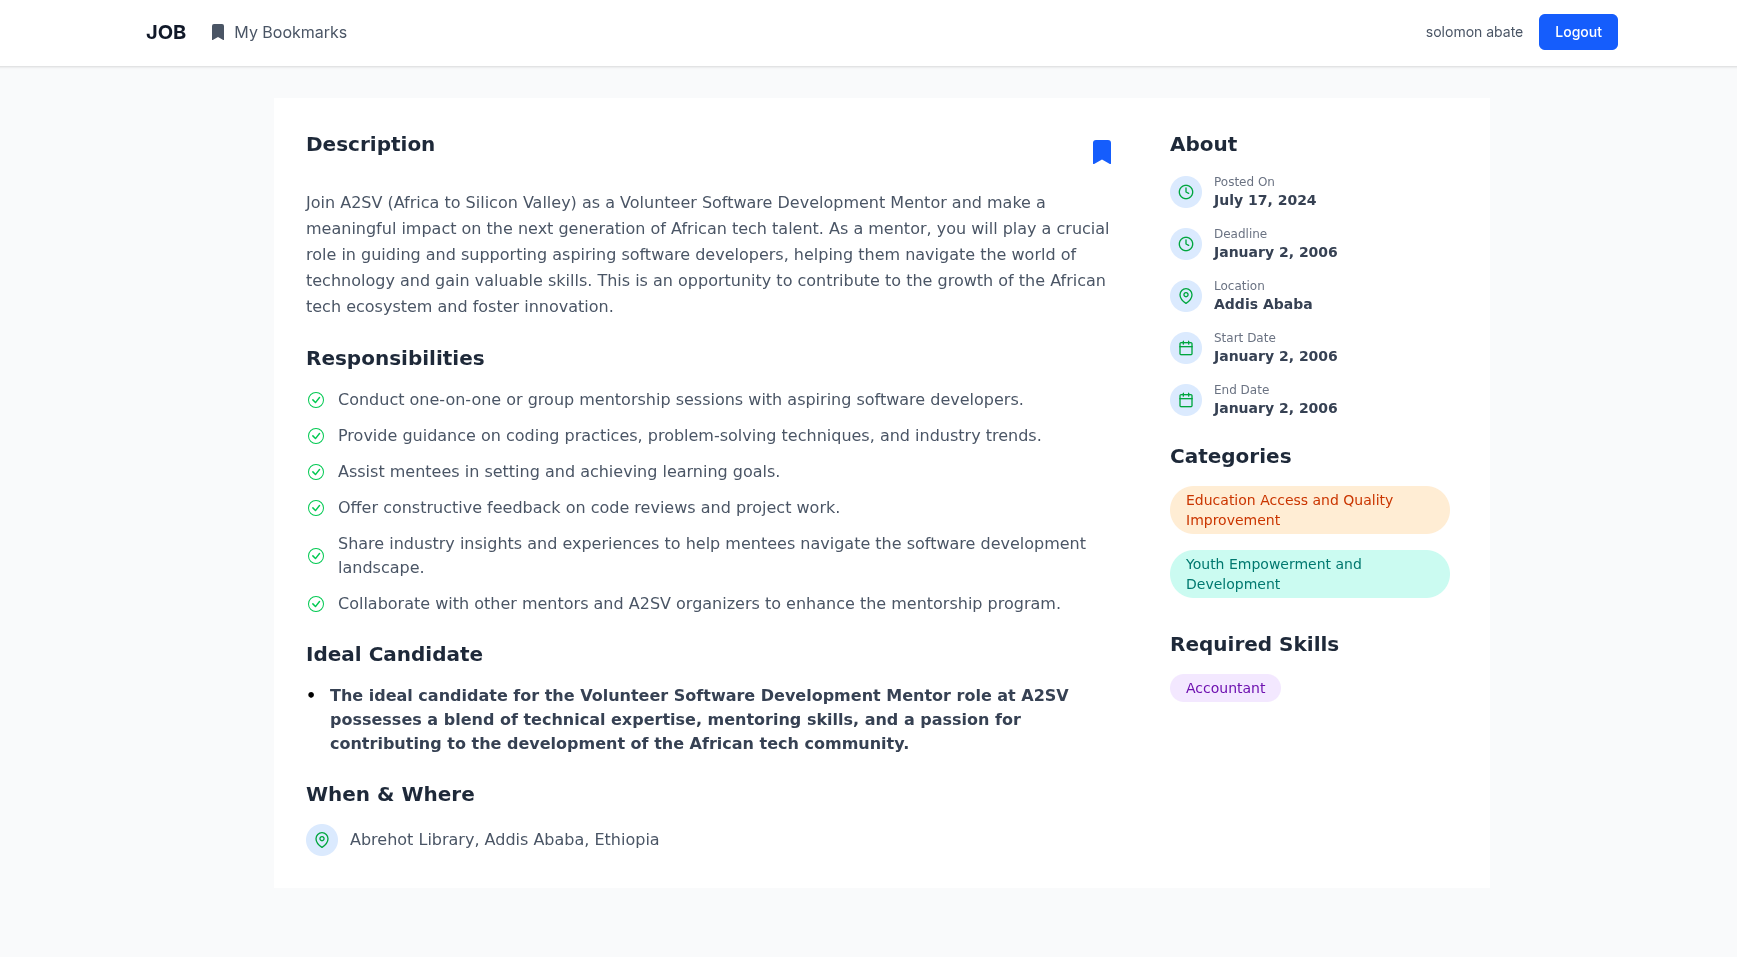 JOB
My Bookmarks
solomon abate
Logout
Description
Join A2SV (Africa to Silicon Valley) as a Volunteer Software Development Mentor and make a
meaningful impact on the next generation of African tech talent. As a mentor, you will play a crucial
role in guiding and supporting aspiring software developers, helping them navigate the world of
technology and gain valuable skills. This is an opportunity to contribute to the growth of the African
tech ecosystem and foster innovation.
Responsibilities
Conduct one-on-one or group mentorship sessions with aspiring software developers.
Provide guidance on coding practices, problem-solving techniques, and industry trends.
Assist mentees in setting and achieving learning goals.
Offer constructive feedback on code reviews and project work.
Share industry insights and experiences to help mentees navigate the software development
landscape.
Collaborate with other mentors and A2SV organizers to enhance the mentorship program.
Ideal Candidate
• The ideal candidate for the Volunteer Software Development Mentor role at A2SV
possesses a blend of technical expertise, mentoring skills, and a passion for
contributing to the development of the African tech community.
When & Where
Abrehot Library, Addis Ababa, Ethiopia
About
Posted On
July 17, 2024
Deadline
January 2, 2006
Location
Addis Ababa
Start Date
January 2, 2006
End Date
January 2, 2006
Categories
Education Access and Quality
Improvement
Youth Empowerment and
Development
Required Skills
Accountant